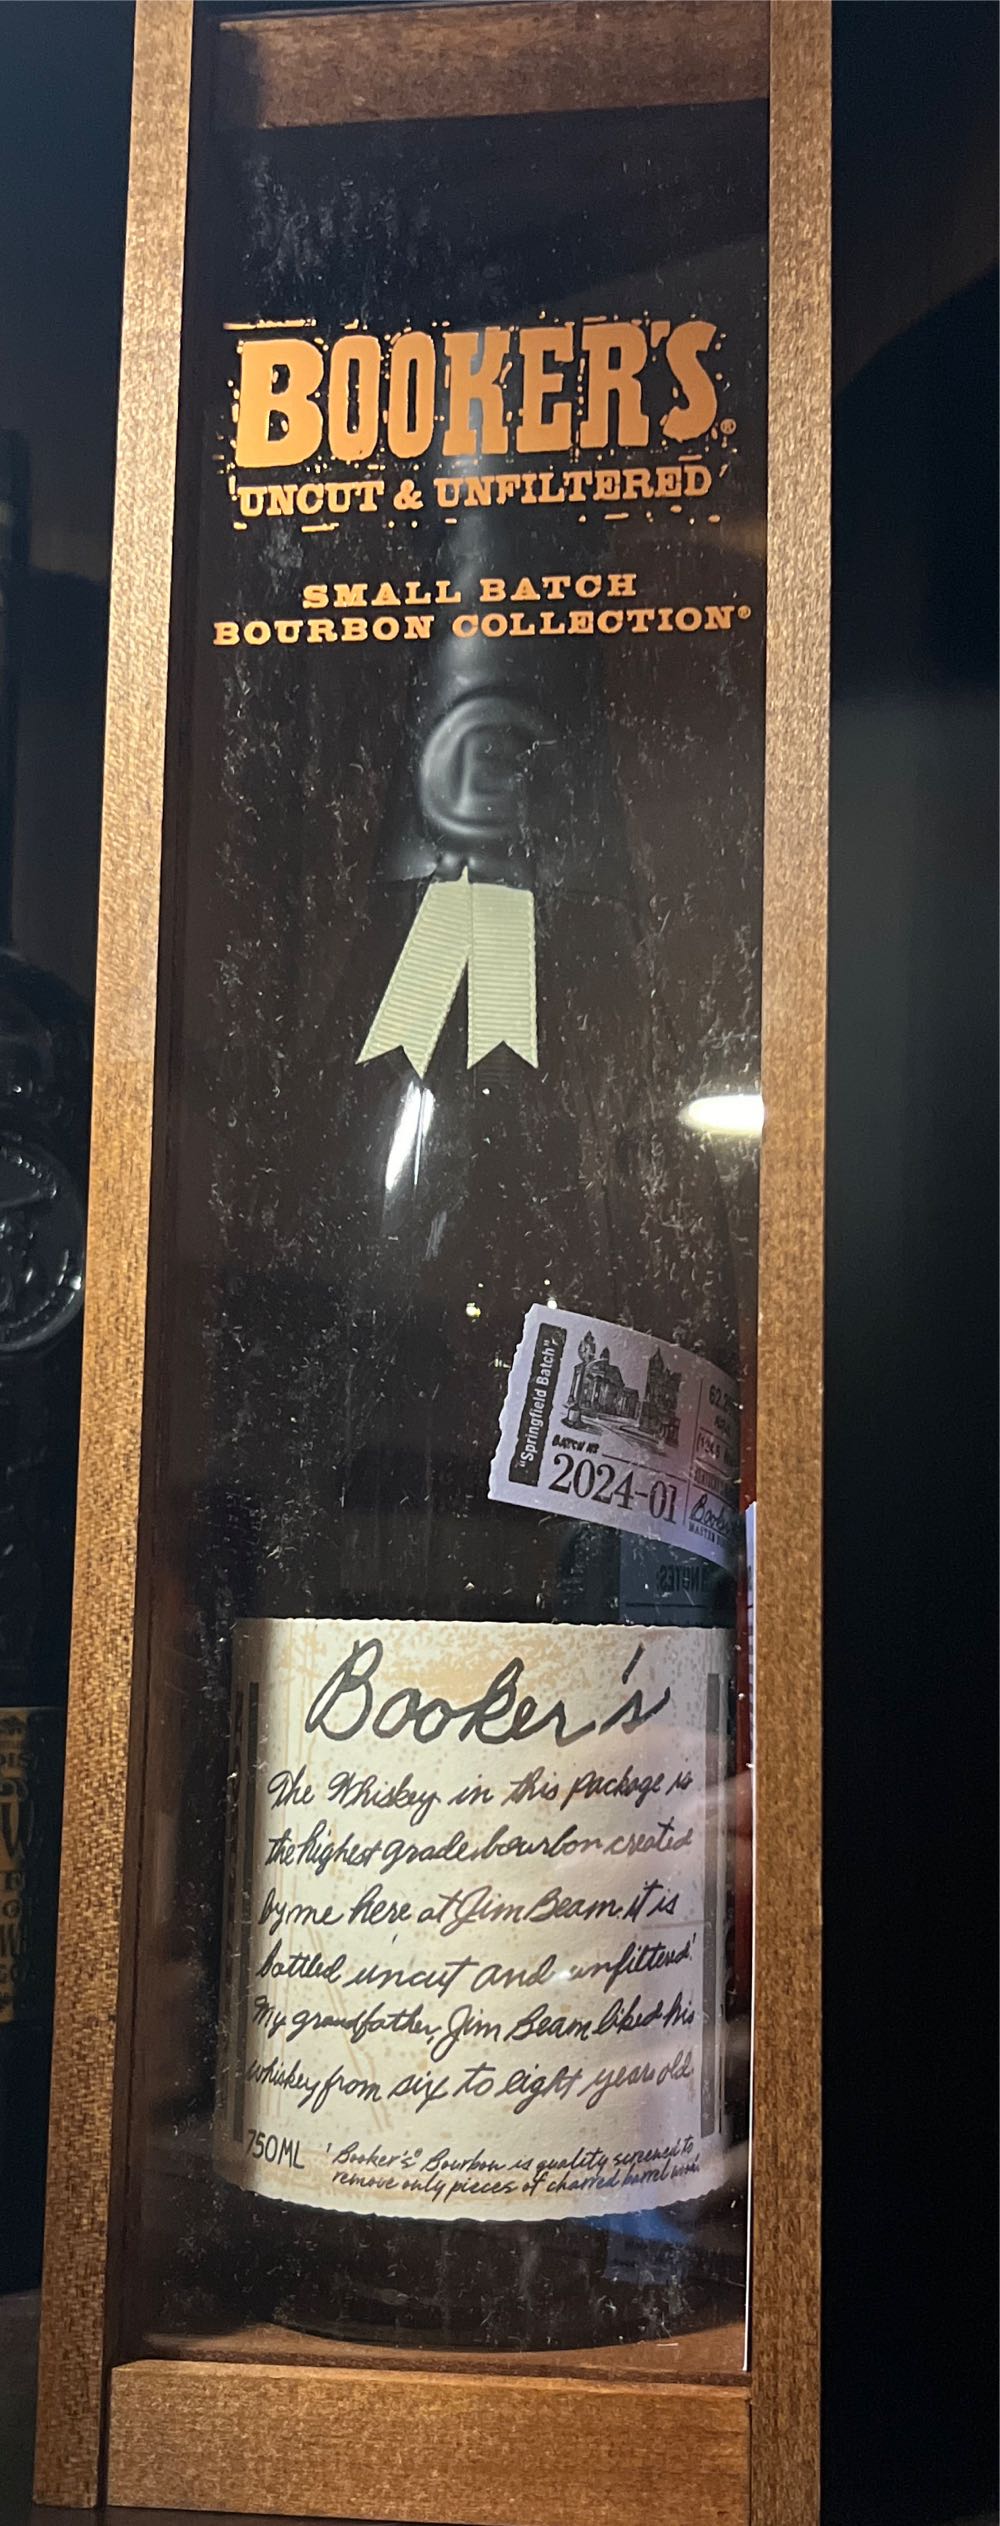 BOOKER'S®
UNCUT & UNFILTERED
SMALL BATCH
BOURBON COLLECTION®
"Springfield Batch"
BATCH Nº
2024-01
Booker's
The Whiskey in this package is
the highest grade bourbon created
by me here at Jim Beam. it is
bottled uncut and unfiltered.'
My grandfather, Jim Beam liked his
whiskey from six to eight years old
750ML
' Booker's® Bourbon is quality screened to
remove only pieces of charred barrel wood.